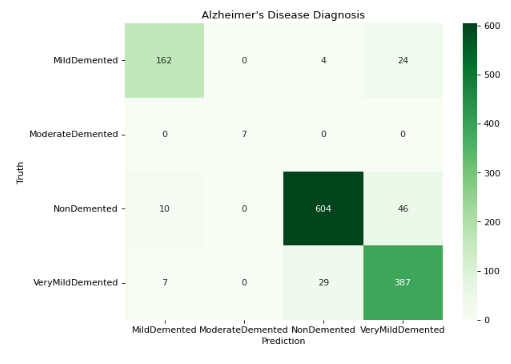 Alzheimer's Disease Diagnosis
MildDemented 162 0 4 24
ModerateDemented 0 7 0 0
NonDemented 10 0 604 46
VeryMildDemented 7 0 29 387
MildDemented ModerateDemented NonDemented VeryMildDemented
Prediction
Truth
600
500
400
300
200
100
0